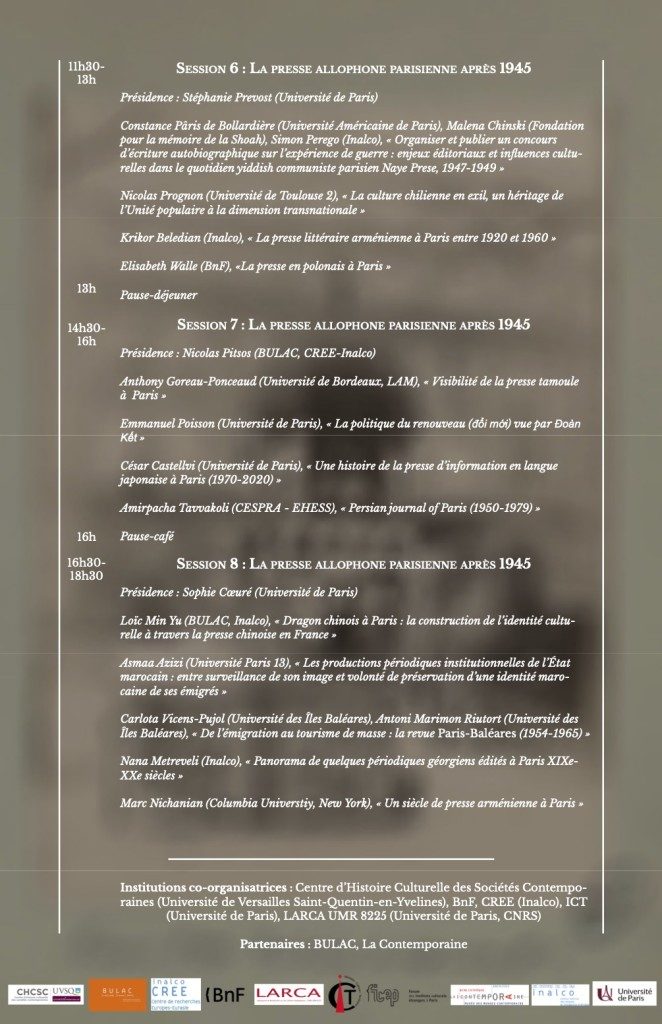 11h30-
13h
SESSION 6 : LA PRESSE ALLOPHONE PARISIENNE APRÈS 1945
Présidence : Stéphanie Prevost (Université de Paris)
Constance Pâris de Bollardière (Université Américaine de Paris), Malena Chinski (Fondation
pour la mémoire de la Shoah), Simon Perego (Inalco), « Organiser et publier un concours
d'écriture autobiographique sur l'expérience de guerre : enjeux éditoriaux et influences cultu-
relles dans le quotidien yiddish communiste parisien Naye Prese, 1947-1949 »
Nicolas Prognon (Université de Toulouse 2), « La culture chilienne en exil, un héritage de
l'Unité populaire à la dimension transnationale »
Krikor Beledian (Inalco), « La presse littéraire arménienne à Paris entre 1920 et 1960 »
Elisabeth Walle (BnF), «La presse en polonais à Paris »
13h
Pause-déjeuner
14h30-
16h
SESSION 7 : LA PRESSE ALLOPHONE PARISIENNE APRÈS 1945
Présidence : Nicolas Pitsos (BULAC, CREE-Inalco)
Anthony Goreau-Ponceaud (Université de Bordeaux, LAM), « Visibilité de la presse tamoule
à Paris »
Emmanuel Poisson (Université de Paris), « La politique du renouveau (đổi mới) vue par Đoàn
Kết »
César Castellvi (Université de Paris), « Une histoire de la presse d'information en langue
japonaise à Paris (1970-2020) »
Amirpacha Tavvakoli (CESPRA - EHESS), « Persian journal of Paris (1950-1979) »
16h
Pause-café
16h30-
18h30
SESSION 8 : LA PRESSE ALLOPHONE PARISIENNE APRÈS 1945
Présidence : Sophie Cœuré (Université de Paris)
Loïc Min Yu (BULAC, Inalco), « Dragon chinois à Paris : la construction de l'identité cultu-
relle à travers la presse chinoise en France »
Asmaa Azizi (Université Paris 13), « Les productions périodiques institutionnelles de l'État
marocain : entre surveillance de son image et volonté de préservation d'une identité maro-
caine de ses émigrés »
Carlota Vicens-Pujol (Université des Îles Baléares), Antoni Marimon Riutort (Université des
Îles Baléares), « De l'émigration au tourisme de masse : la revue Paris-Baléares (1954-1965) »
Nana Metreveli (Inalco), « Panorama de quelques périodiques géorgiens édités à Paris XIXe-
XXe siècles »
Marc Nichanian (Columbia Universtiy, New York), « Un siècle de presse arménienne à Paris »
Institutions co-organisatrices : Centre d'Histoire Culturelle des Sociétés Contempo-
raines (Université de Versailles Saint-Quentin-en-Yvelines), BnF, CREE (Inalco), ICT
(Université de Paris), LARCA UMR 8225 (Université de Paris, CNRS)
Partenaires : BULAC, La Contemporaine
CHCSC
UVSQ
BULAC
inalco
CREE
centre de recherches
europes-eurasie
BnF
LARCA
ficep
inalco
Université
de Paris